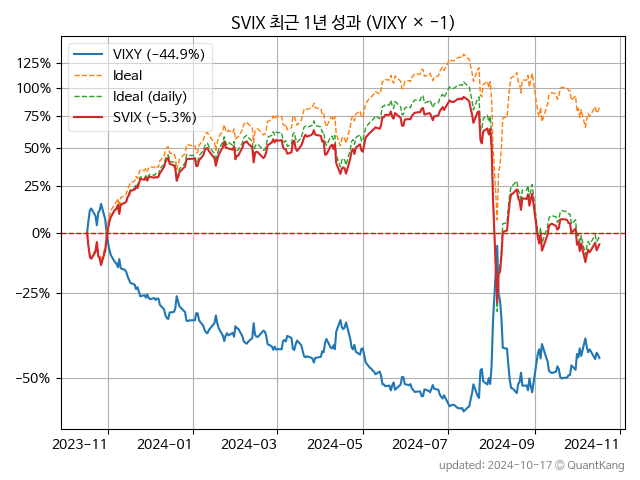 SVIX 최근 1년 성과 (VIXY × −1)
VIXY (−44.9%)
Ideal
Ideal (daily)
SVIX (−5.3%)
125%
100%
75%
50%
25%
0%
−25%
−50%
2023−11
2024−01
2024−03
2024−05
2024−07
2024−09
2024−11
updated: 2024-10-17 © QuantKang